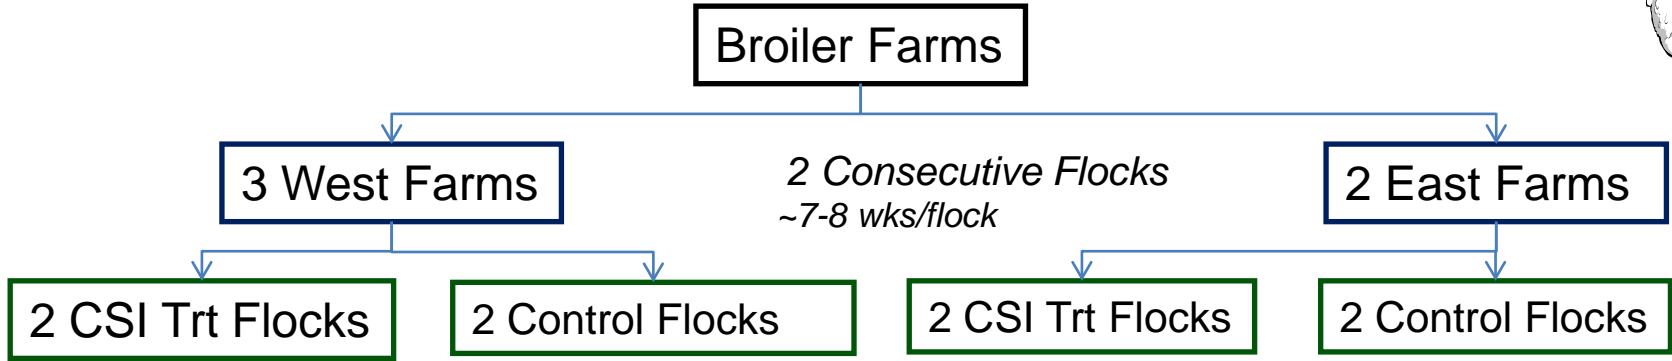 Broiler Farms
3 West Farms
2 Consecutive Flocks
~7-8 wks/flock
2 East Farms
2 CSI Trt Flocks
2 Control Flocks
2 CSI Trt Flocks
2 Control Flocks